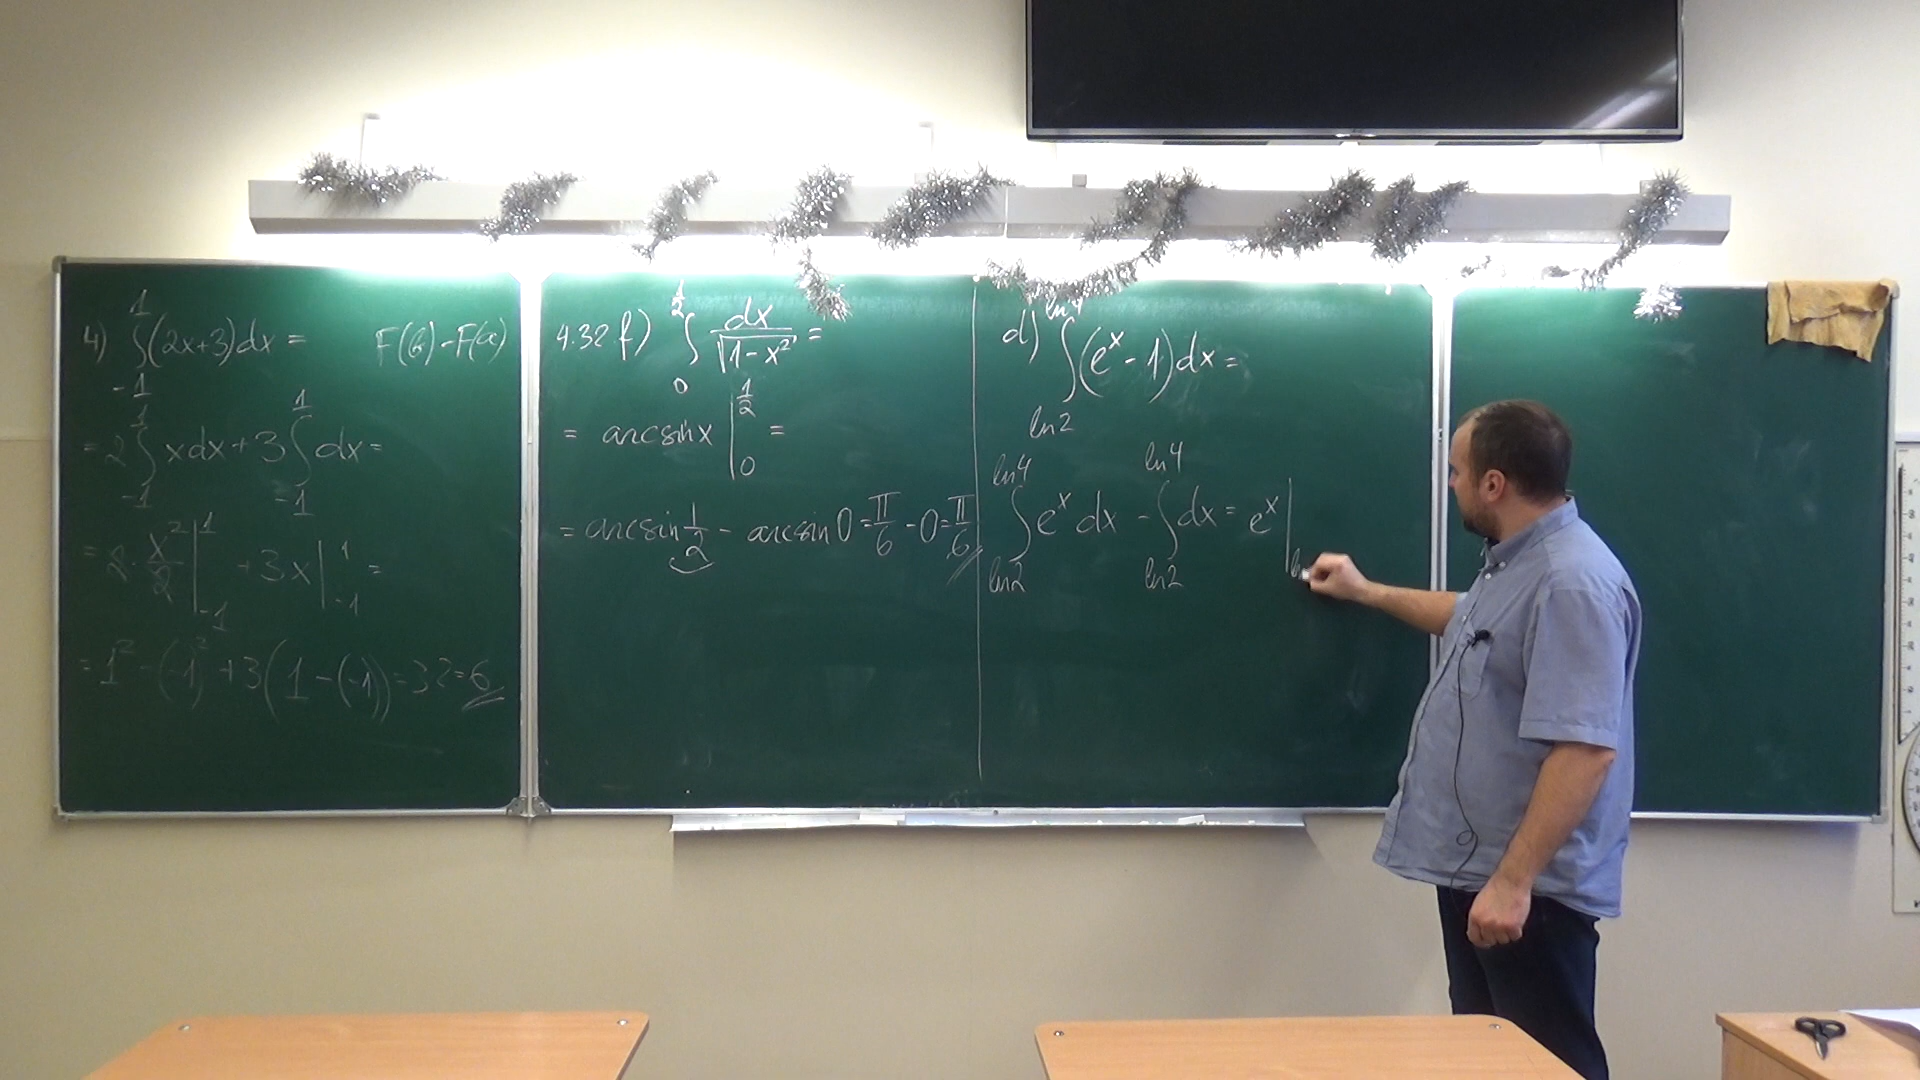 4) ∫_{-1}^{1} (2x+3)dx =   F(b)-F(a)
= 2 ∫_{-1}^{1} xdx + 3 ∫_{-1}^{1} dx =
= 2 · x²/2 |_{-1}^{1} + 3x |_{-1}^{1} =
= 1² - (-1)² + 3(1-(-1)) = 3·2 = 6
4.32 f) ∫_{0}^{1/2} dx/√(1-x²) =
= arcsin x |_{0}^{1/2} =
= arcsin 1/2 - arcsin 0 = π/6 - 0 = π/6
d) ∫_{ln2}^{ln4} (e^x - 1)dx =
∫_{ln2}^{ln4} e^x dx - ∫_{ln2}^{ln4} dx = e^x |